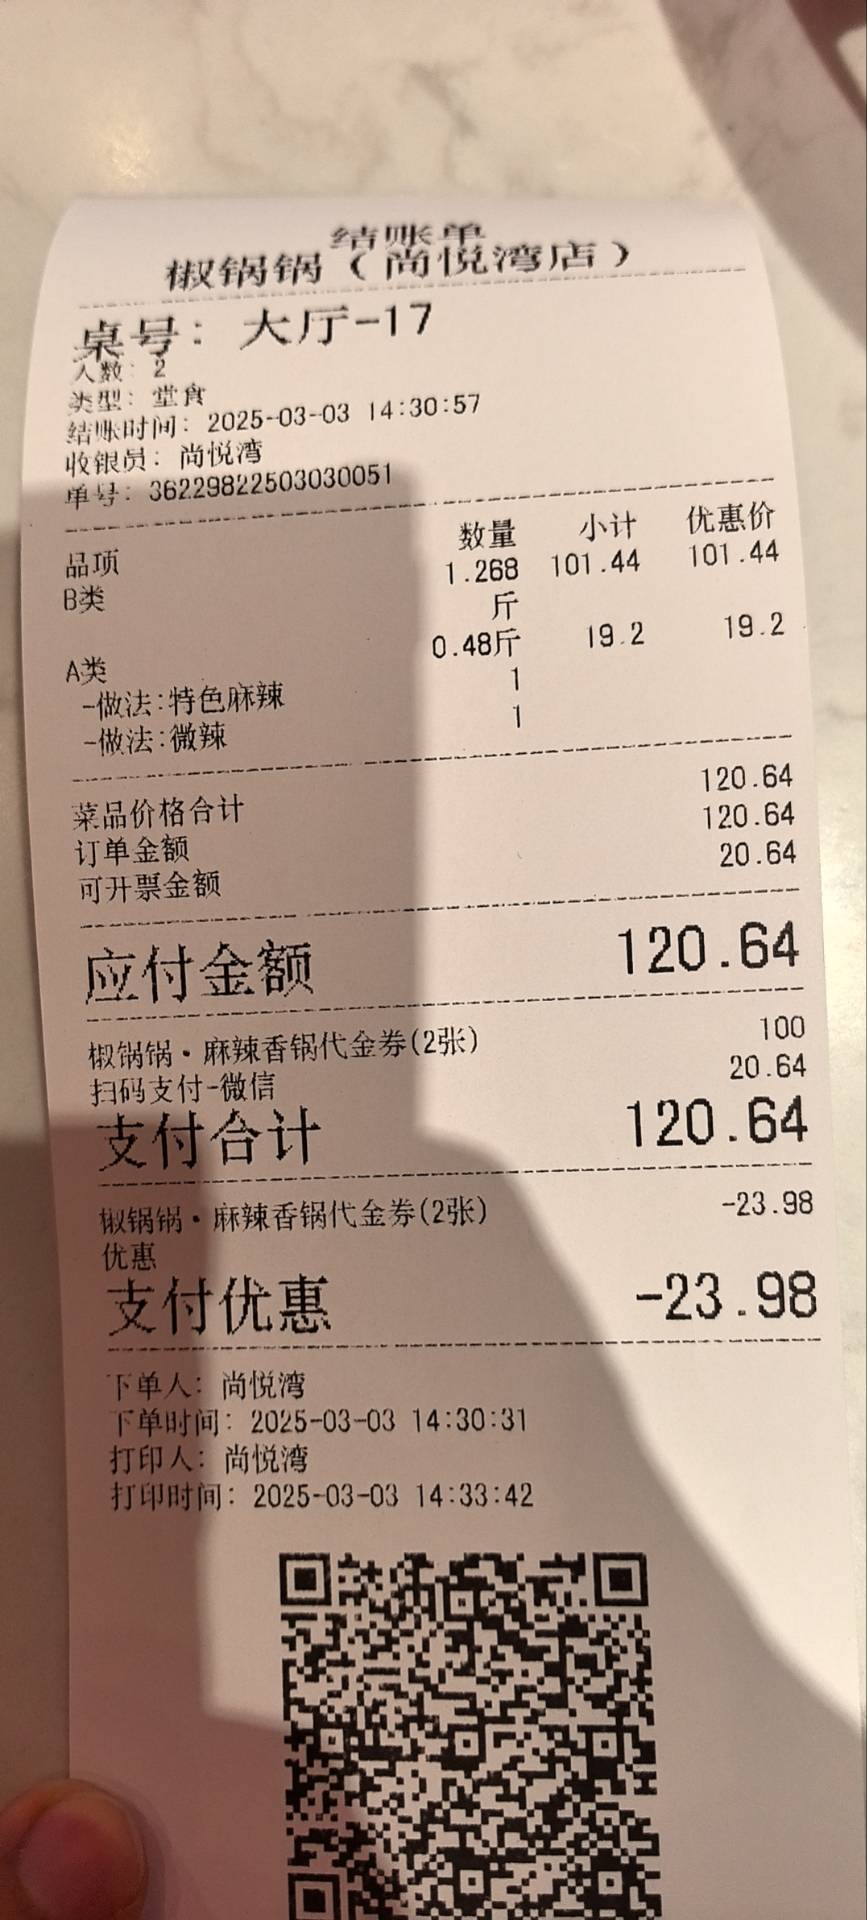 结账单
椒锅锅（尚悦湾店）
桌号：大厅-17
人数：2
类型：堂食
结账时间：2025-03-03 14:30:57
收银员：尚悦湾
单号：36229822503030051
品项 数量 小计 优惠价
B类 1.268斤 101.44 101.44
A类 0.48斤 19.2 19.2
-做法:特色麻辣 1
-做法:微辣 1
菜品价格合计 120.64
订单金额 120.64
可开票金额 20.64
应付金额 120.64
椒锅锅·麻辣香锅代金券(2张) 100
扫码支付-微信 20.64
支付合计 120.64
椒锅锅·麻辣香锅代金券(2张) -23.98
优惠
支付优惠 -23.98
下单人：尚悦湾
下单时间：2025-03-03 14:30:31
打印人：尚悦湾
打印时间：2025-03-03 14:33:42